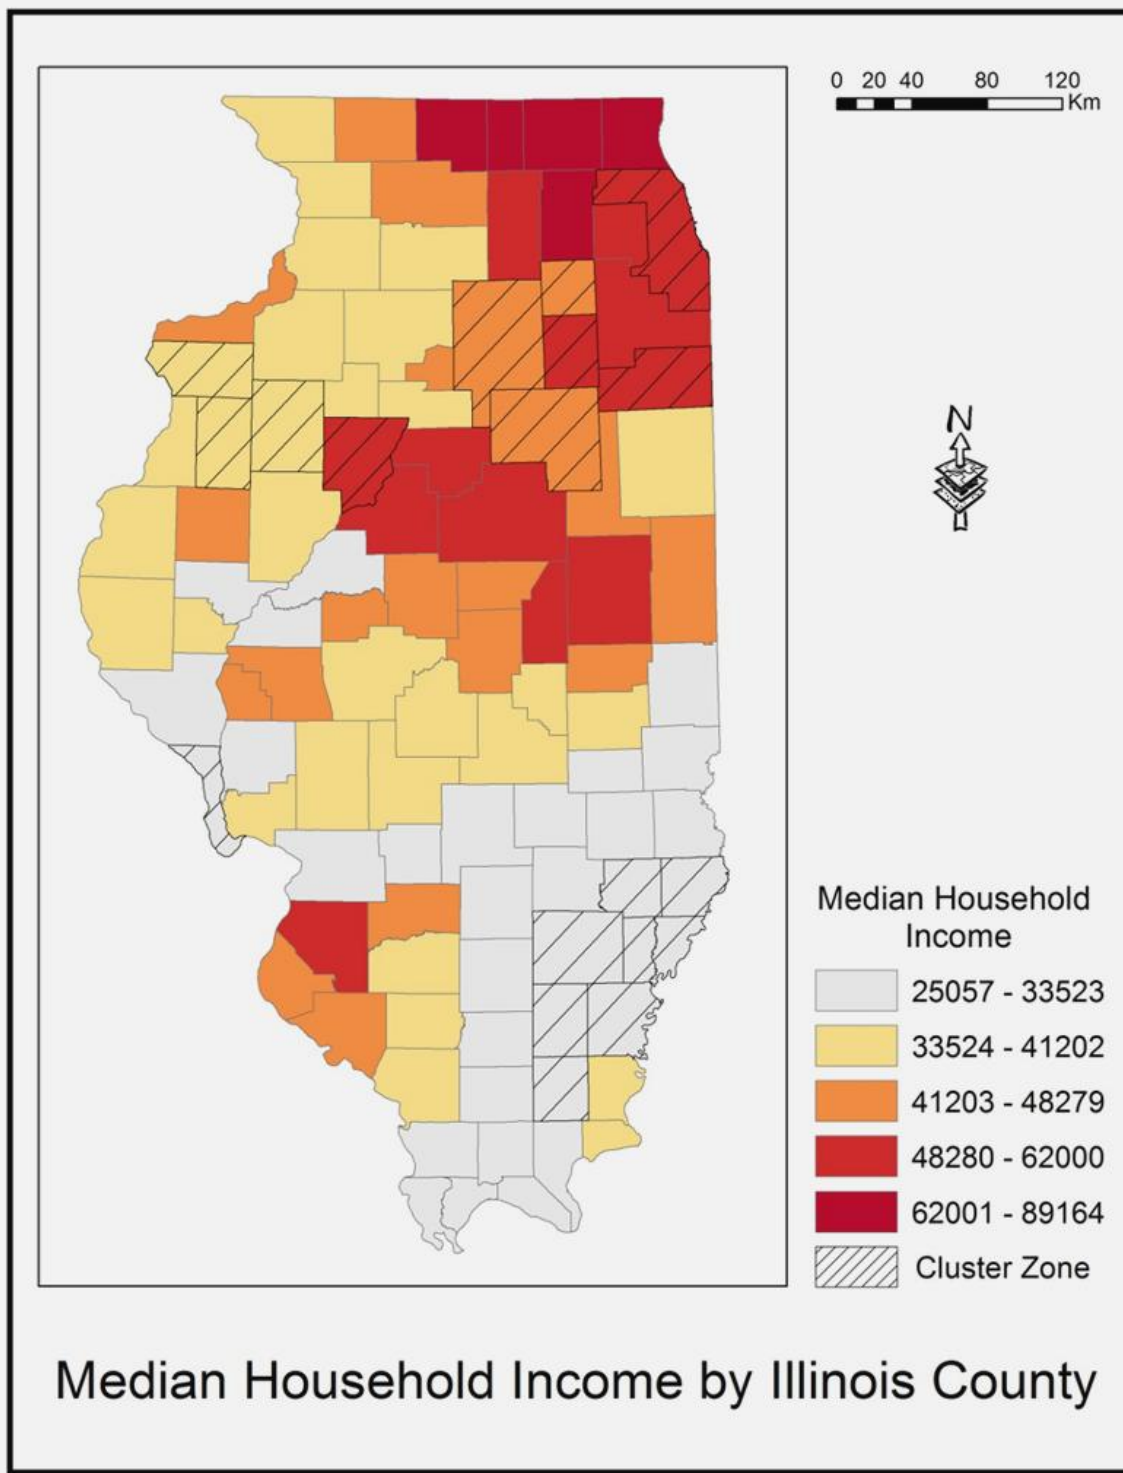 0 20 40 80 120
Km
N
Median Household
Income
25057 - 33523
33524 - 41202
41203 - 48279
48280 - 62000
62001 - 89164
Cluster Zone
Median Household Income by Illinois County